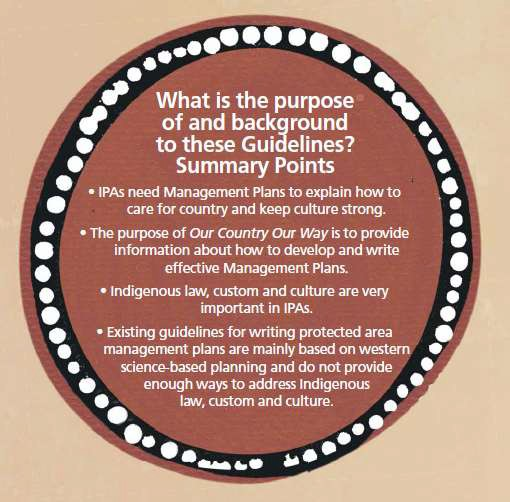 What is the purpose
of and background
to these Guidelines?
Summary Points
• IPAs need Management Plans to explain how to
care for country and keep culture strong.
• The purpose of Our Country Our Way is to provide
information about how to develop and write
effective Management Plans.
• Indigenous law, custom and culture are very
important in IPAs.
• Existing guidelines for writing protected area
management plans are mainly based on western
science-based planning and do not provide
enough ways to address Indigenous
law, custom and culture.